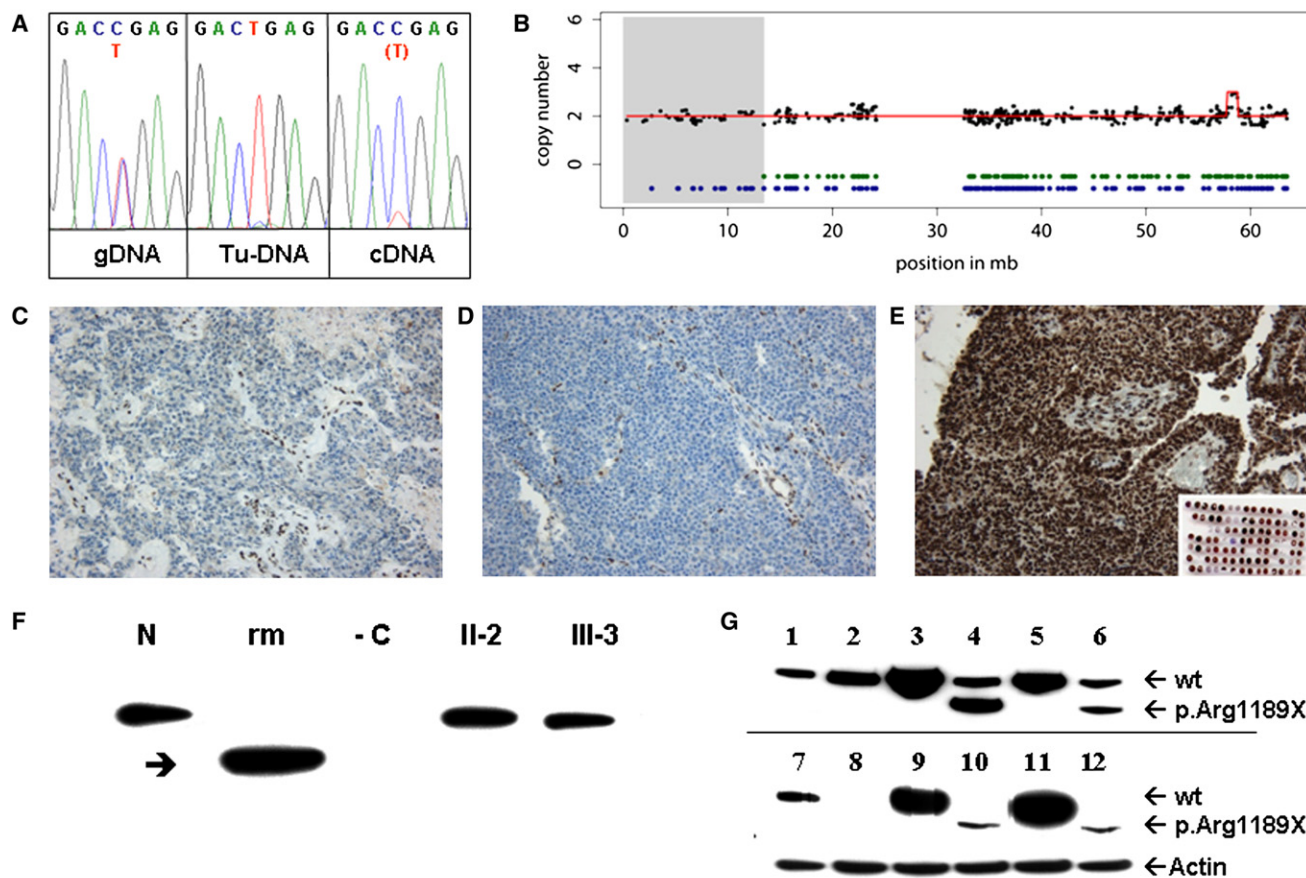 A
G A C C G A G
T
G A C T G A G
G A C C G A G
(T)
gDNA
Tu-DNA
cDNA
B
copy number
6
4
2
0
0 10 20 30 40 50 60
position in mb
C
D
E
F
N rm - C II-2 III-3
→
G
1 2 3 4 5 6
← wt
← p.Arg1189X
7 8 9 10 11 12
← wt
← p.Arg1189X
←Actin